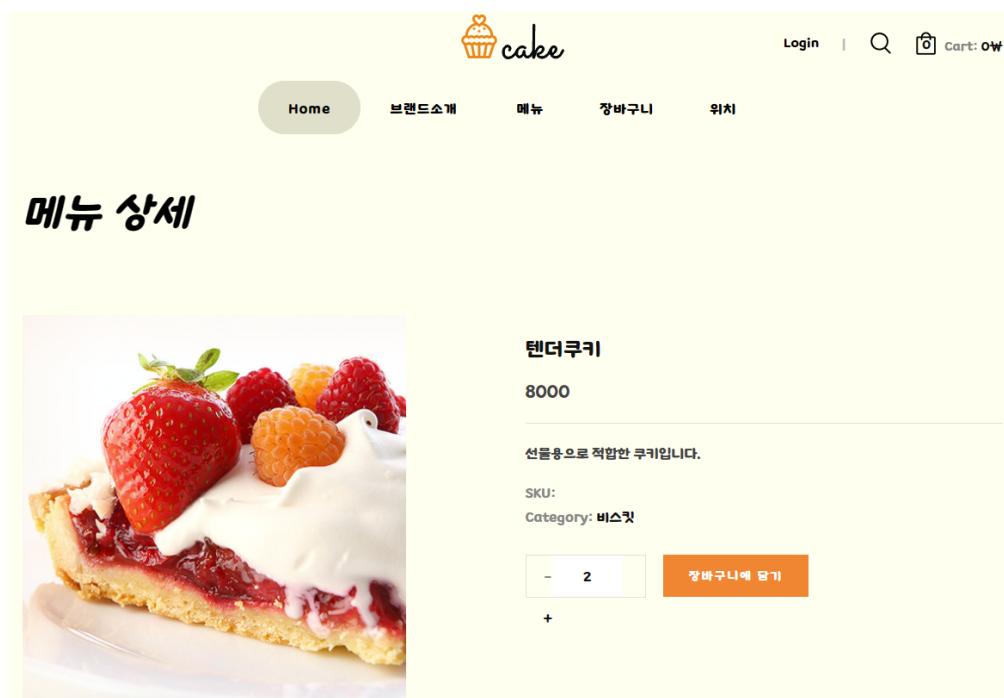 cake
Login | 0 Cart: 0₩
Home 브랜드소개 메뉴 장바구니 위치
메뉴 상세
텐더쿠키
8000
선물용으로 적합한 쿠키입니다.
SKU:
Category: 비스킷
- 2 장바구니에 담기
+